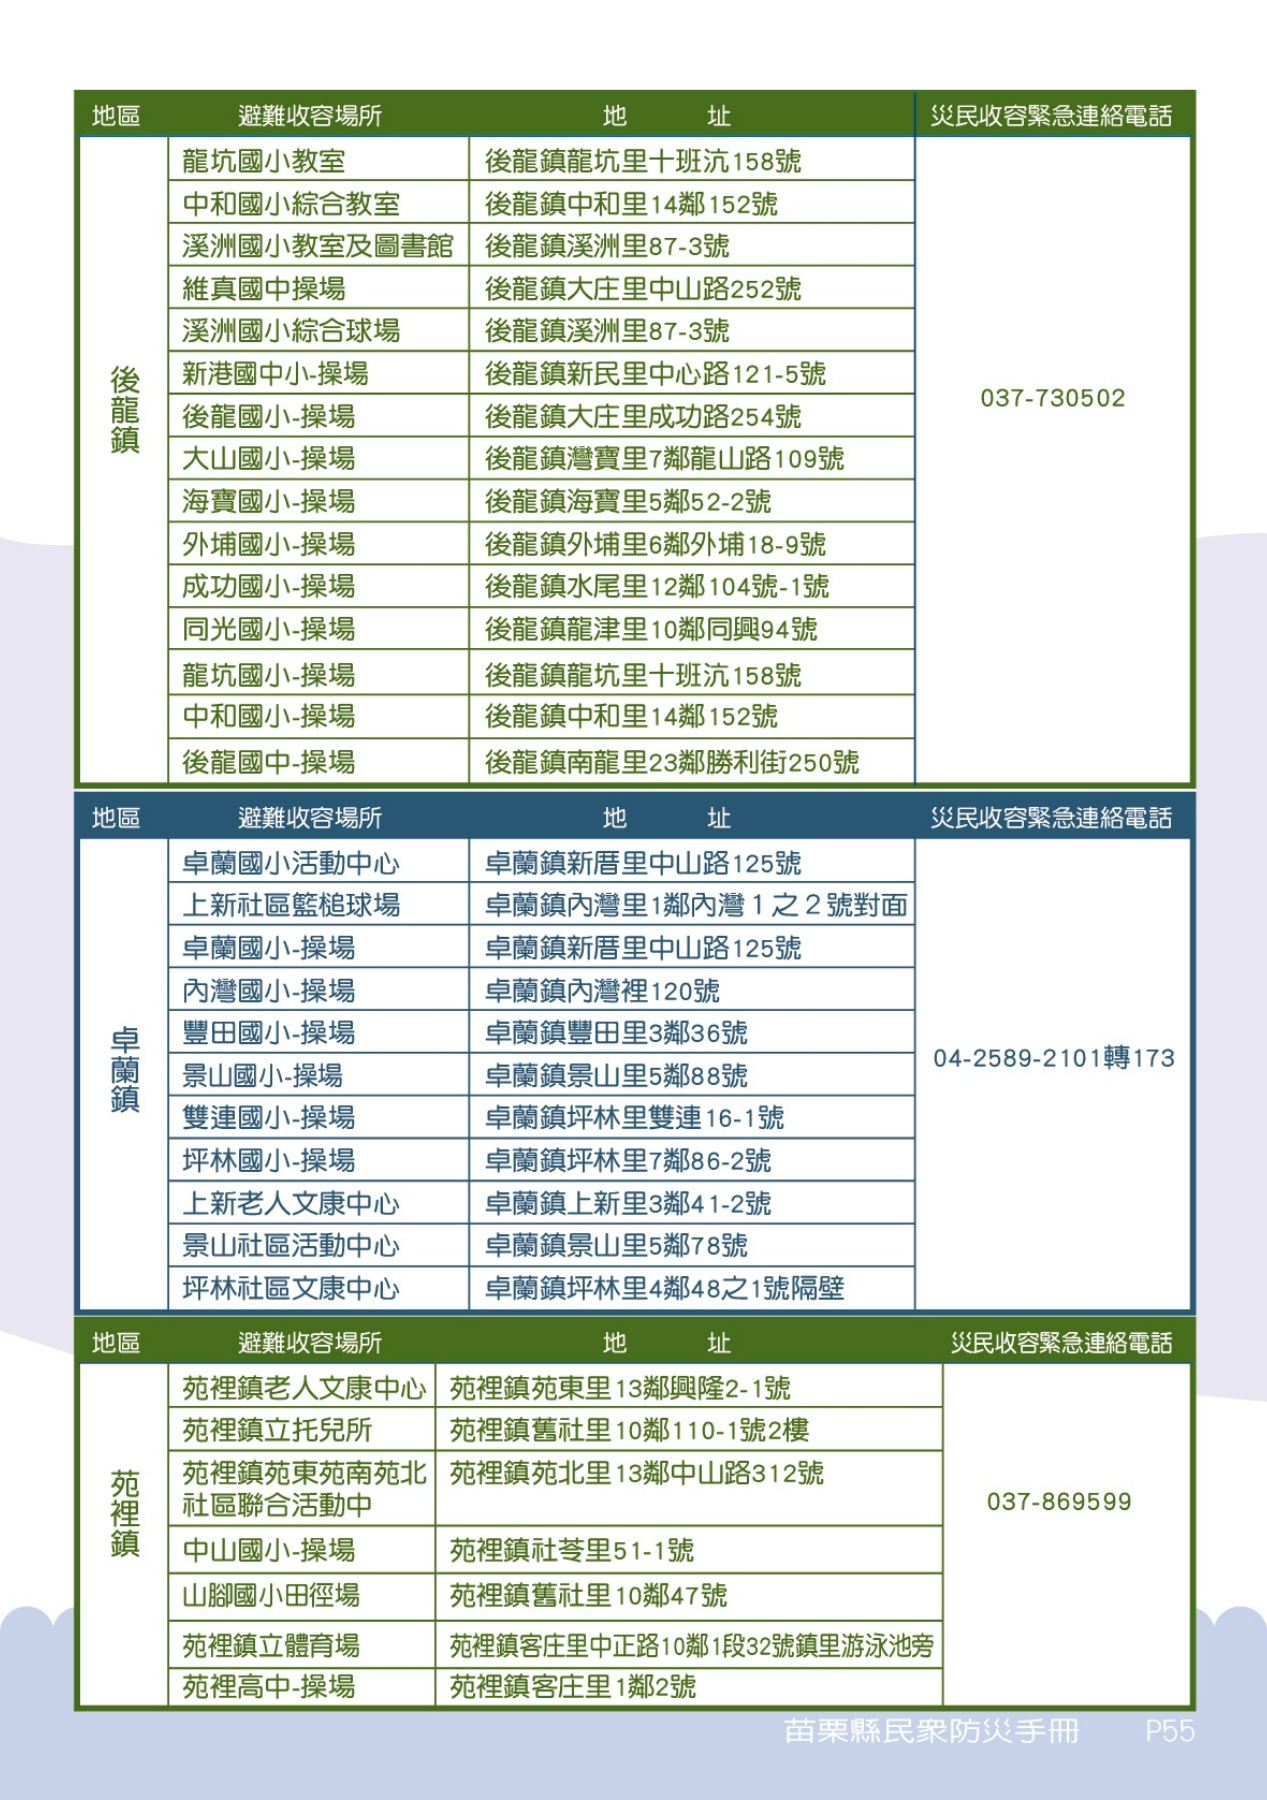 地區 避難收容場所 地 址 災民收容緊急連絡電話
後龍鎮
龍坑國小教室 後龍鎮龍坑里十班沆158號
中和國小綜合教室 後龍鎮中和里14鄰152號
溪洲國小教室及圖書館 後龍鎮溪洲里87-3號
維真國中操場 後龍鎮大庄里中山路252號
溪洲國小綜合球場 後龍鎮溪洲里87-3號
新港國中小-操場 後龍鎮新民里中心路121-5號
後龍國小-操場 後龍鎮大庄里成功路254號
大山國小-操場 後龍鎮灣寶里7鄰龍山路109號
海寶國小-操場 後龍鎮海寶里5鄰52-2號
外埔國小-操場 後龍鎮外埔里6鄰外埔18-9號
成功國小-操場 後龍鎮水尾里12鄰104號-1號
同光國小-操場 後龍鎮龍津里10鄰同興94號
龍坑國小-操場 後龍鎮龍坑里十班沆158號
中和國小-操場 後龍鎮中和里14鄰152號
後龍國中-操場 後龍鎮南龍里23鄰勝利街250號
037-730502
地區 避難收容場所 地 址 災民收容緊急連絡電話
卓蘭鎮
卓蘭國小活動中心 卓蘭鎮新厝里中山路125號
上新社區籃槌球場 卓蘭鎮內灣里1鄰內灣１之２號對面
卓蘭國小-操場 卓蘭鎮新厝里中山路125號
內灣國小-操場 卓蘭鎮內灣裡120號
豐田國小-操場 卓蘭鎮豐田里3鄰36號
景山國小-操場 卓蘭鎮景山里5鄰88號
雙連國小-操場 卓蘭鎮坪林里雙連16-1號
坪林國小-操場 卓蘭鎮坪林里7鄰86-2號
上新老人文康中心 卓蘭鎮上新里3鄰41-2號
景山社區活動中心 卓蘭鎮景山里5鄰78號
坪林社區文康中心 卓蘭鎮坪林里4鄰48之1號隔壁
04-2589-2101轉173
地區 避難收容場所 地 址 災民收容緊急連絡電話
苑裡鎮
苑裡鎮老人文康中心 苑裡鎮苑東里13鄰興隆2-1號
苑裡鎮立托兒所 苑裡鎮舊社里10鄰110-1號2樓
苑裡鎮苑東苑南苑北 苑裡鎮苑北里13鄰中山路312號
社區聯合活動中
中山國小-操場 苑裡鎮社苓里51-1號
山腳國小田徑場 苑裡鎮舊社里10鄰47號
苑裡鎮立體育場 苑裡鎮客庄里中正路10鄰1段32號鎮里游泳池旁
苑裡高中-操場 苑裡鎮客庄里1鄰2號
037-869599
苗栗縣民眾防災手冊 P55